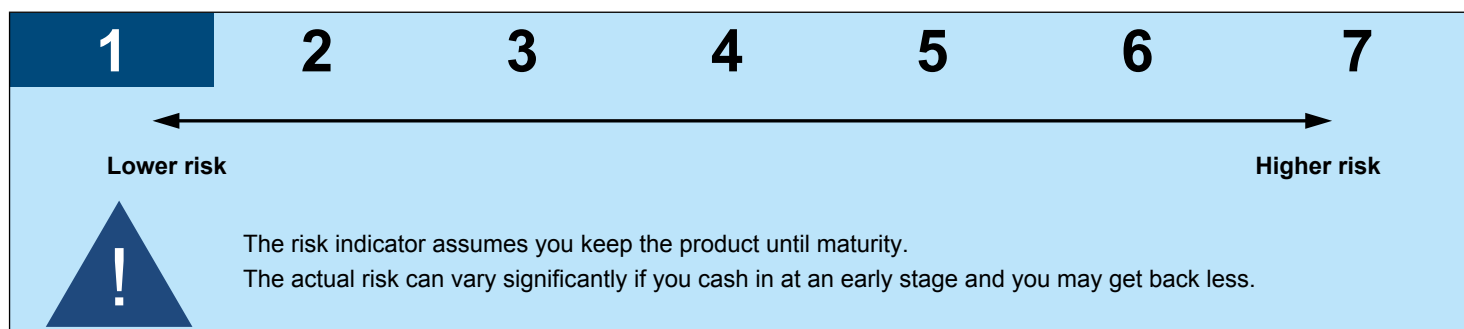 1 2 3 4 5 6 7
Lower risk Higher risk
!
The risk indicator assumes you keep the product until maturity.
The actual risk can vary significantly if you cash in at an early stage and you may get back less.